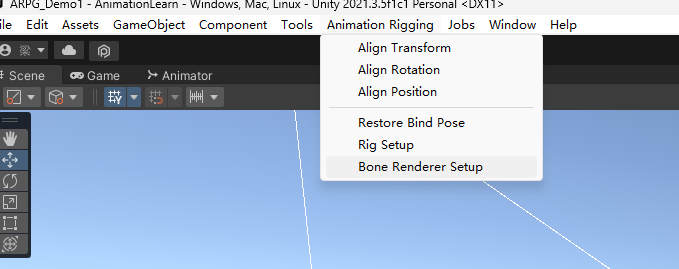 ARPG_Demo1 - AnimationLearn - Windows, Mac, Linux - Unity 2021.3.5f1c1 Personal <DX11>
ile Edit Assets GameObject Component Tools Animation Rigging Jobs Window Help
梁
Scene Game Animator
Align Transform
Align Rotation
Align Position
Restore Bind Pose
Rig Setup
Bone Renderer Setup